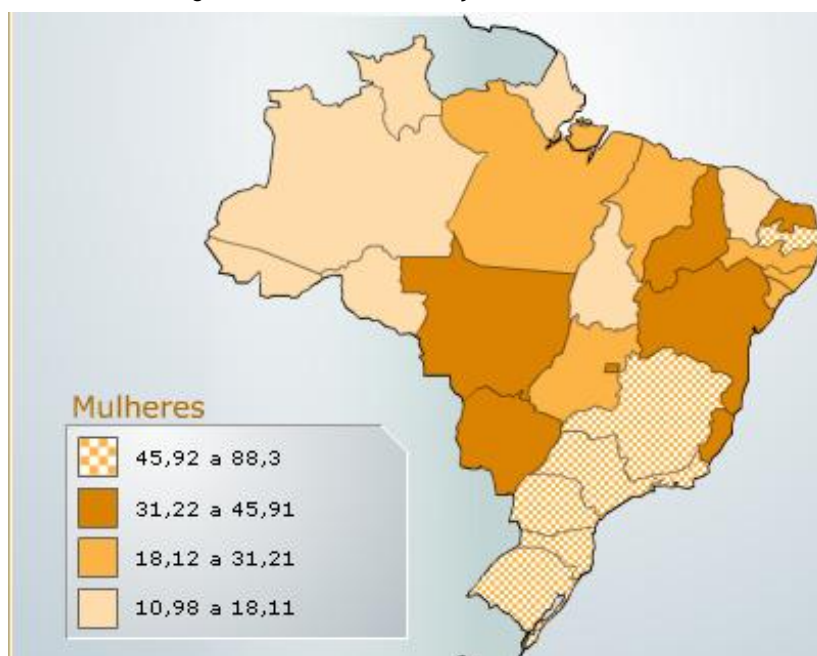 Mulheres
45,92 a 88,3
31,22 a 45,91
18,12 a 31,21
10,98 a 18,11